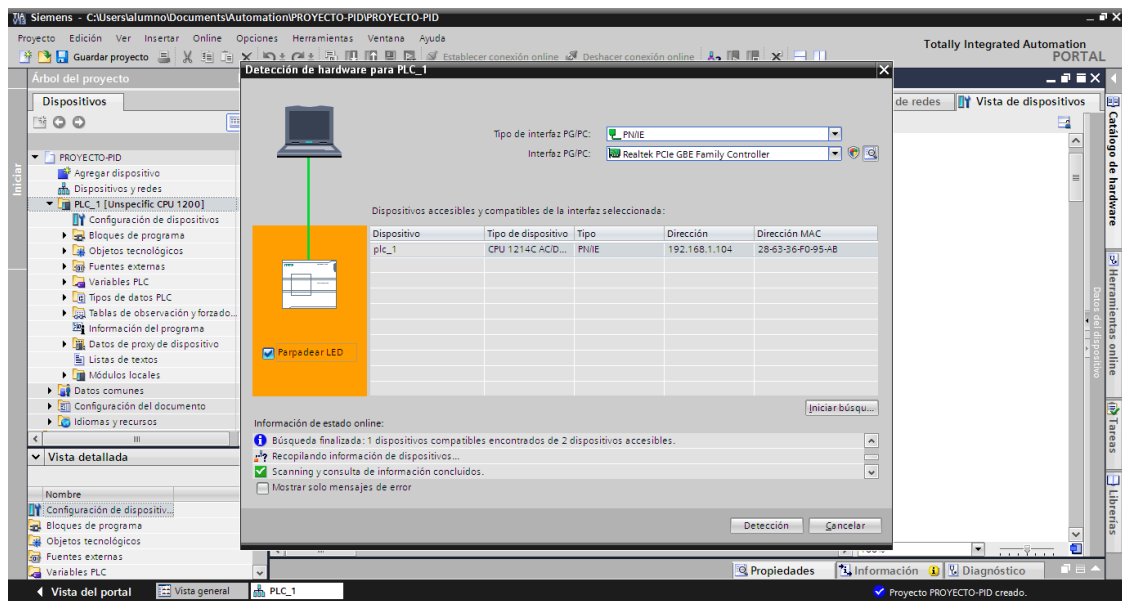 Siemens - C:\Users\alumno\Documents\Automation\PROYECTO-PID\PROYECTO-PID
Proyecto Edición Ver Insertar Online Opciones Herramientas Ventana Ayuda
Totally Integrated Automation
PORTAL
Guardar proyecto
Establecer conexión online
Deshacer conexión online
Árbol del proyecto
Dispositivos
de redes
Vista de dispositivos
Iniciar
PROYECTO-PID
Agregar dispositivo
Dispositivos y redes
PLC_1 [Unspecific CPU 1200]
Configuración de dispositivos
Bloques de programa
Objetos tecnológicos
Fuentes externas
Variables PLC
Tipos de datos PLC
Tablas de observación y forzado...
Información del programa
Datos de proxy de dispositivo
Listas de textos
Módulos locales
Datos comunes
Configuración del documento
Idiomas y recursos
Vista detallada
Nombre
Configuración de dispositiv...
Bloques de programa
Objetos tecnológicos
Fuentes externas
Variables PLC
Detección de hardware para PLC_1
Tipo de interfaz PG/PC: PN/IE
Interfaz PG/PC: Realtek PCIe GBE Family Controller
Dispositivos accesibles y compatibles de la interfaz seleccionada:
Dispositivo Tipo de dispositivo Tipo Dirección Dirección MAC
plc_1 CPU 1214C AC/D... PN/IE 192.168.1.104 28-63-36-F0-95-AB
Parpadear LED
Iniciar búsqu...
Información de estado online:
Búsqueda finalizada: 1 dispositivos compatibles encontrados de 2 dispositivos accesibles.
Recopilando información de dispositivos...
Scanning y consulta de información concluidos.
Mostrar solo mensajes de error
Detección Cancelar
Catálogo de hardware
Herramientas online
Tareas
Librerías
Datos del dispositivo
Propiedades Información Diagnóstico
Vista del portal Vista general PLC_1
Proyecto PROYECTO-PID creado.